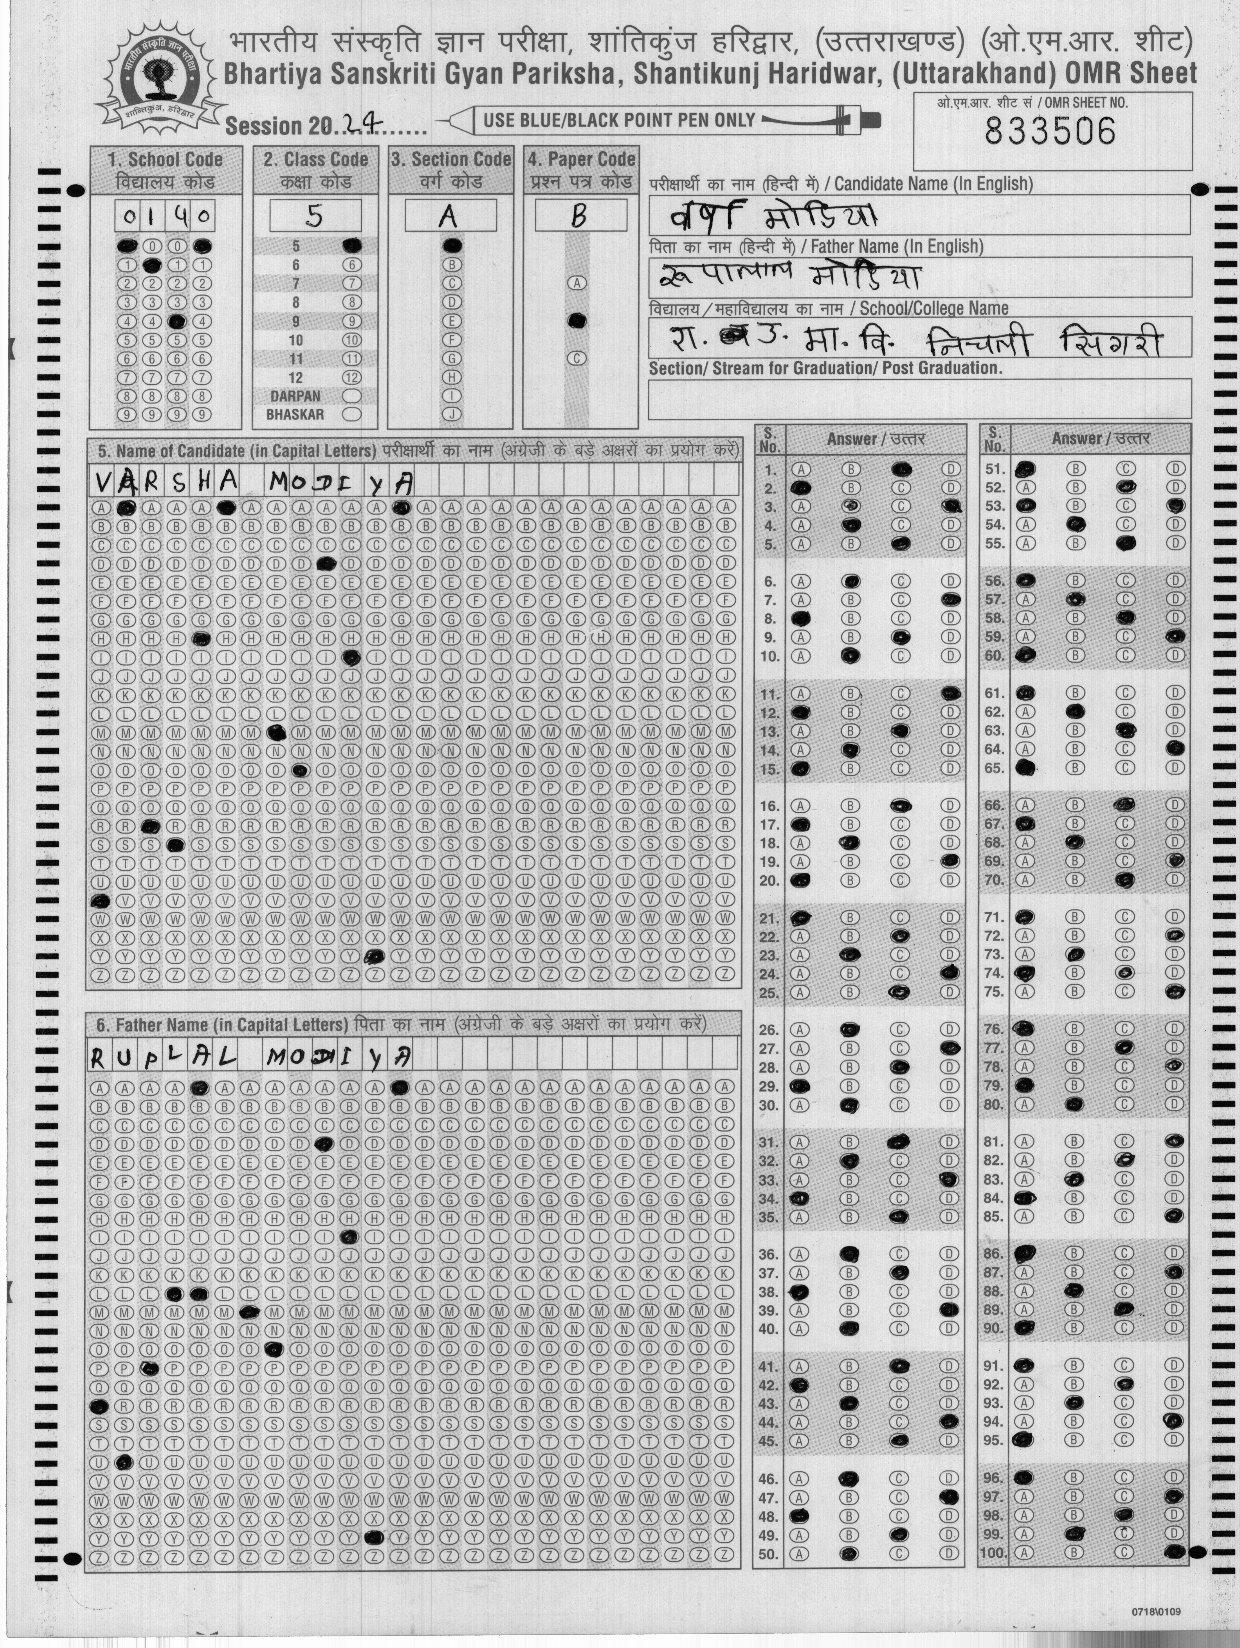 भारतीय संस्कृति ज्ञान परीक्षा, शांतिकुंज हरिद्वार, (उत्तराखण्ड) (ओ.एम.आर. शीट)
Bhartiya Sanskriti Gyan Pariksha, Shantikunj Haridwar, (Uttarakhand) OMR Sheet
Session 2024
USE BLUE/BLACK POINT PEN ONLY
ओ.एम.आर. शीट सं / OMR SHEET NO.
833506
1. School Code
विद्यालय कोड
0140
2. Class Code
कक्षा कोड
5
5
6
7
8
9
10
11
12
DARPAN
BHASKAR
3. Section Code
वर्ग कोड
A
4. Paper Code
प्रश्न पत्र कोड
B
परीक्षार्थी का नाम (हिन्दी में) / Candidate Name (In English)
वर्षा मोडिया
पिता का नाम (हिन्दी में) / Father Name (In English)
रूपालाल मोडिया
विद्यालय/महाविद्यालय का नाम / School/College Name
रा. उ. मा. वि. निचली सिगरी
Section/ Stream for Graduation/ Post Graduation.
5. Name of Candidate (in Capital Letters) परीक्षार्थी का नाम (अंग्रेजी के बड़े अक्षरों का प्रयोग करें)
VARSHA MODIYA
6. Father Name (in Capital Letters) पिता का नाम (अंग्रेजी के बड़े अक्षरों का प्रयोग करें)
RUPLAL MODIYA
S. No. Answer / उत्तर
S. No. Answer / उत्तर
0718\0109